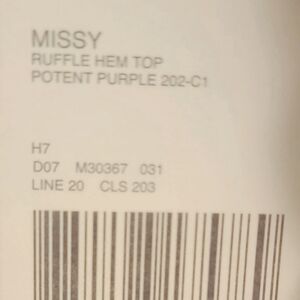 MISSY
RUFFLE HEM TOP
POTENT PURPLE 202-C1
H7
D07 M30367 031
LINE 20 CLS 203